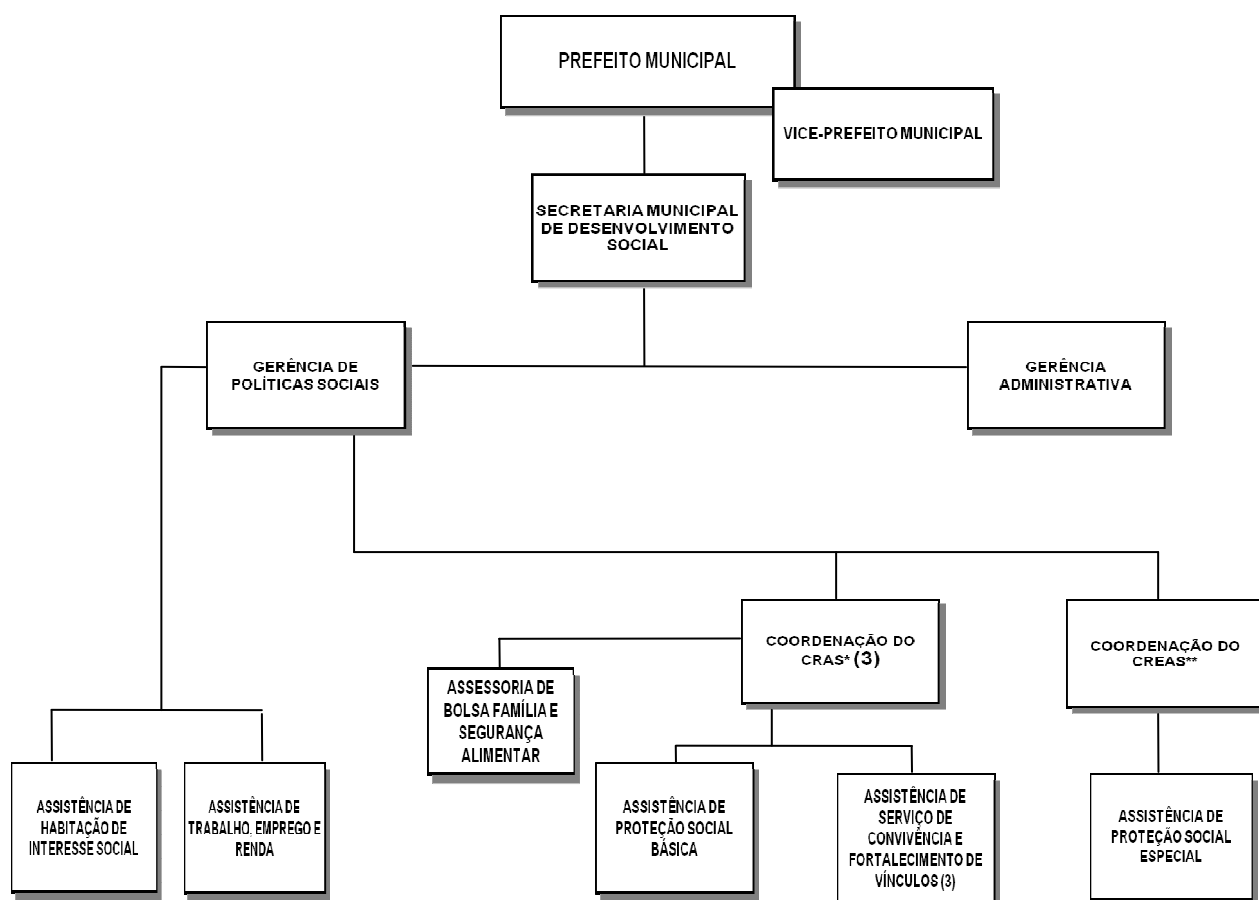 PREFEITO MUNICIPAL
VICE-PREFEITO MUNICIPAL
SECRETARIA MUNICIPAL
DE DESENVOLVIMENTO
SOCIAL
GERÊNCIA DE
POLÍTICAS SOCIAIS
GERÊNCIA
ADMINISTRATIVA
COORDENAÇÃO DO
CRAS* (3)
COORDENAÇÃO DO
CREAS**
ASSESSORIA DE
BOLSA FAMÍLIA E
SEGURANÇA
ALIMENTAR
ASSISTÊNCIA DE
HABITAÇÃO DE
INTERESSE SOCIAL
ASSISTÊNCIA DE
TRABALHO, EMPREGO E
RENDA
ASSISTÊNCIA DE
PROTEÇÃO SOCIAL
BÁSICA
ASSISTÊNCIA DE
SERVIÇO DE
CONVIVÊNCIA E
FORTALECIMENTO DE
VÍNCULOS (3)
ASSISTÊNCIA DE
PROTEÇÃO SOCIAL
ESPECIAL